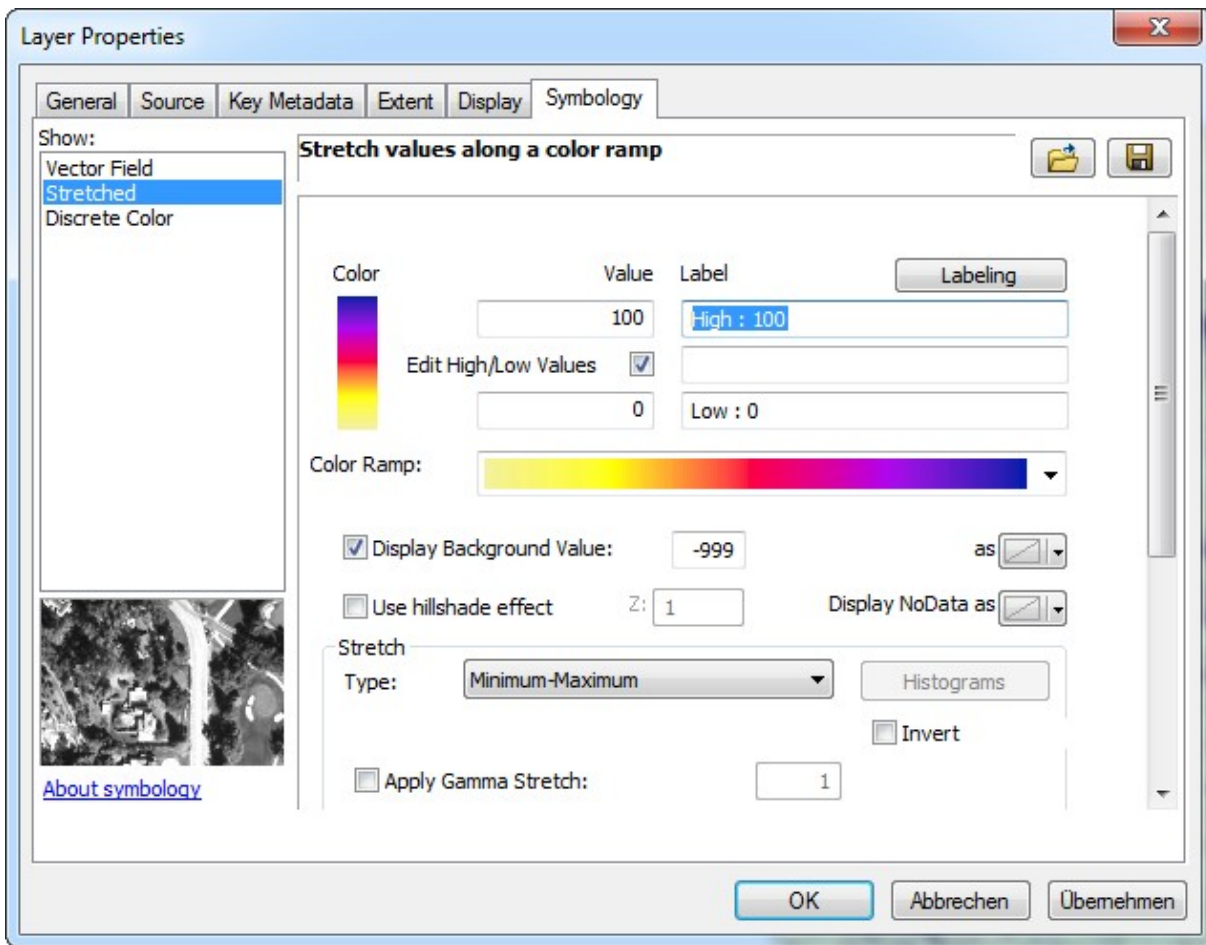 Layer Properties
General Source Key Metadata Extent Display Symbology
Show:
Vector Field
Stretched
Discrete Color
About symbology
Stretch values along a color ramp
Color Value Label Labeling
100 High : 100
Edit High/Low Values
0 Low : 0
Color Ramp:
Display Background Value: -999 as
Use hillshade effect Z: 1 Display NoData as
Stretch
Type: Minimum-Maximum Histograms
Invert
Apply Gamma Stretch: 1
OK Abbrechen Übernehmen